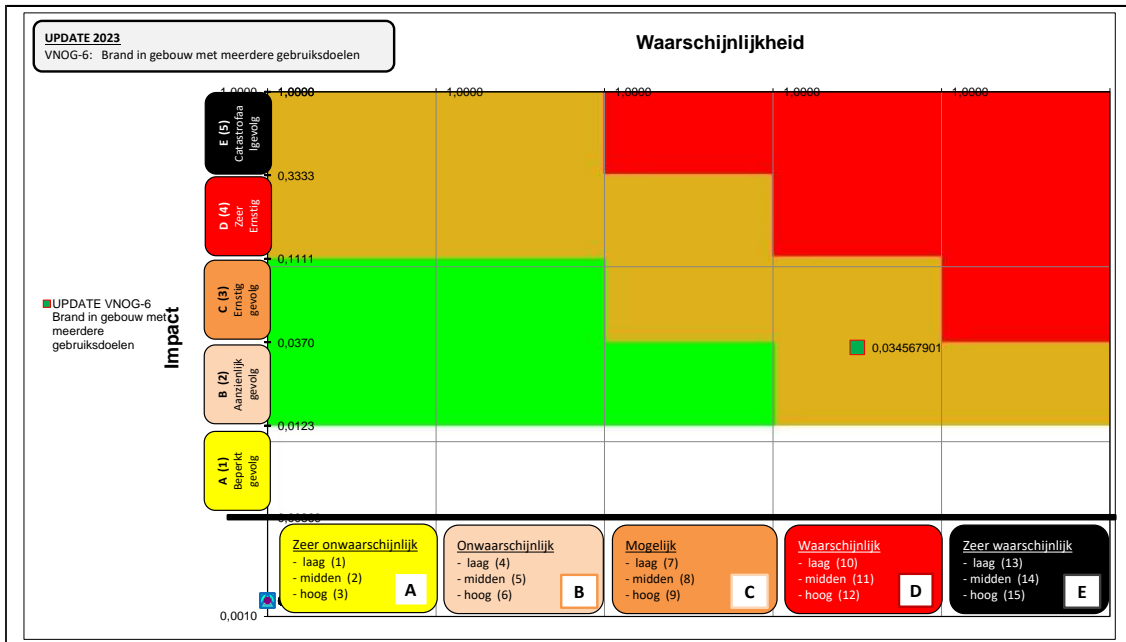 UPDATE 2023
VNOG-6: Brand in gebouw met meerdere gebruiksdoelen
Waarschijnlijkheid
1,0000
1,0000
1,0000
1,0000
1,0000
E (5)
Catastrofaa
lgevolg
0,3333
D (4)
Zeer
Ernstig
0,1111
C (3)
Ernstig
gevolg
UPDATE VNOG-6
Brand in gebouw met
meerdere
gebruiksdoelen
Impact
0,0370
0,034567901
B (2)
Aanzienlijk
gevolg
0,0123
A (1)
Beperkt
gevolg
Zeer onwaarschijnlijk
- laag (1)
- midden (2)
- hoog (3)
A
Onwaarschijnlijk
- laag (4)
- midden (5)
- hoog (6)
B
Mogelijk
- laag (7)
- midden (8)
- hoog (9)
C
Waarschijnlijk
- laag (10)
- midden (11)
- hoog (12)
D
Zeer waarschijnlijk
- laag (13)
- midden (14)
- hoog (15)
E
0,0010